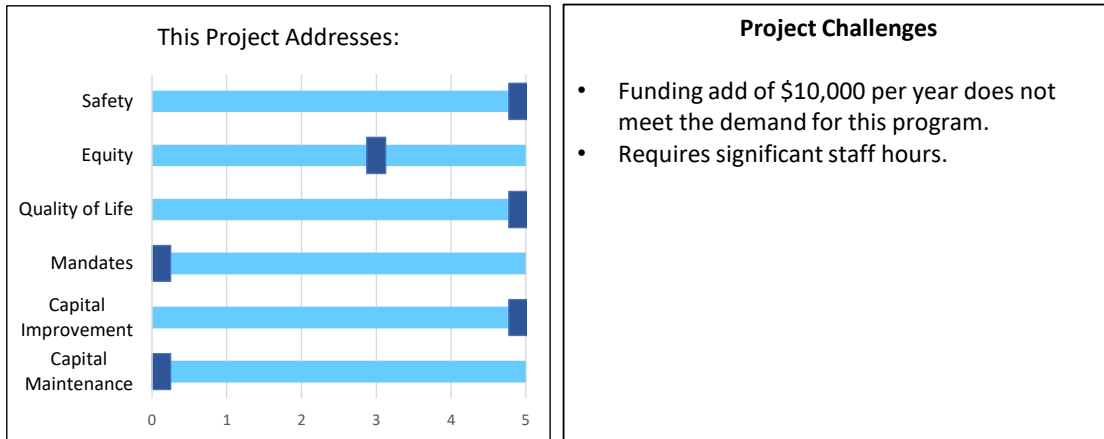 This Project Addresses:
Safety
Equity
Quality of Life
Mandates
Capital
Improvement
Capital
Maintenance
0 1 2 3 4 5
Project Challenges
• Funding add of $10,000 per year does not
meet the demand for this program.
• Requires significant staff hours.